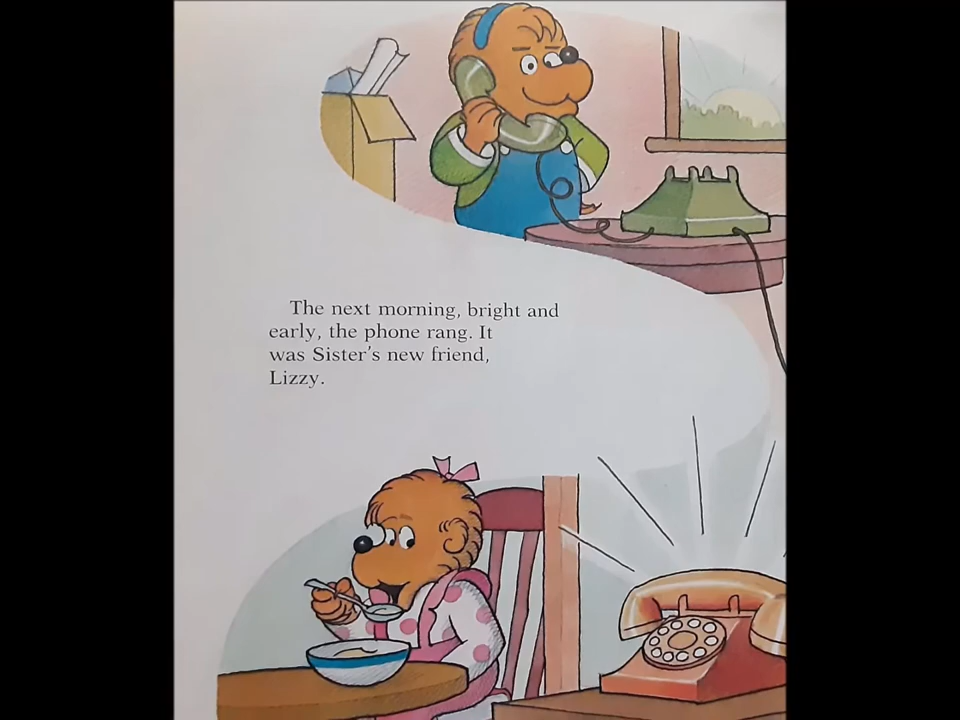 The next morning, bright and
early, the phone rang. It
was Sister's new friend,
Lizzy.